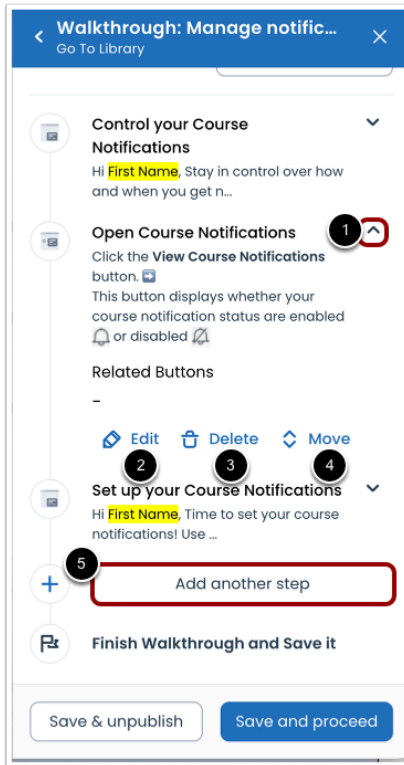 Walkthrough: Manage notific...
Go To Library
Control your Course
Notifications
Hi First Name, Stay in control over how
and when you get n...
Open Course Notifications
1
Click the View Course Notifications
button.
This button displays whether your
course notification status are enabled
or disabled
Related Buttons
-
Edit
Delete
Move
2
3
4
Set up your Course Notifications
Hi First Name, Time to set your course
notifications! Use ...
5
Add another step
Finish Walkthrough and Save it
Save & unpublish
Save and proceed